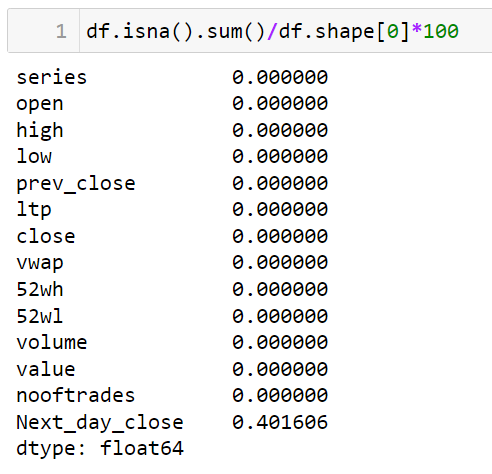 1 df.isna().sum()/df.shape[0]*100
series 0.000000
open 0.000000
high 0.000000
low 0.000000
prev_close 0.000000
ltp 0.000000
close 0.000000
vwap 0.000000
52wh 0.000000
52wl 0.000000
volume 0.000000
value 0.000000
nooftrades 0.000000
Next_day_close 0.401606
dtype: float64